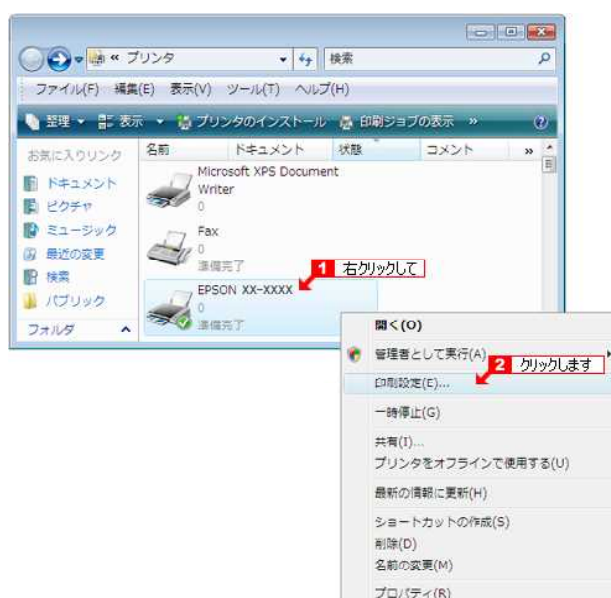 « プリンタ
検索
ファイル(F) 編集(E) 表示(V) ツール(T) ヘルプ(H)
整理 表示 プリンタのインストール 印刷ジョブの表示 »
お気に入りリンク
ドキュメント
ピクチャ
ミュージック
最近の変更
検索
パブリック
フォルダ
名前 ドキュメント 状態 コメント »
Microsoft XPS Document
Writer
0
Fax
0
準備完了
1 右クリックして
EPSON XX-XXXX
0
準備完了
開く(O)
管理者として実行(A)
2 クリックします
印刷設定(E)...
一時停止(G)
共有(I)...
プリンタをオフラインで使用する(U)
最新の情報に更新(H)
ショートカットの作成(S)
削除(D)
名前の変更(M)
プロパティ(R)